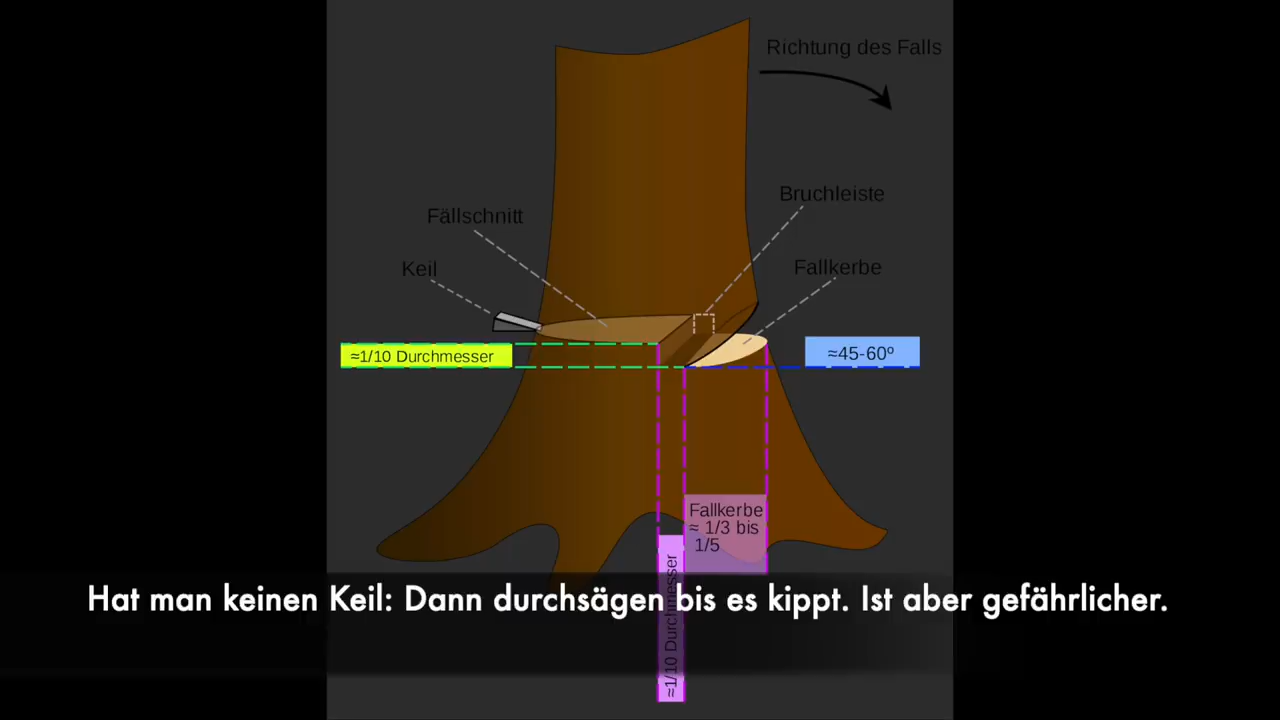 Richtung des Falls
Bruchleiste
Fällschnitt
Keil
Fallkerbe
≈1/10 Durchmesser
≈45-60º
Fallkerbe
≈ 1/3 bis
1/5
≈1/10 Durchmesser
Hat man keinen Keil: Dann durchsägen bis es kippt. Ist aber gefährlicher.